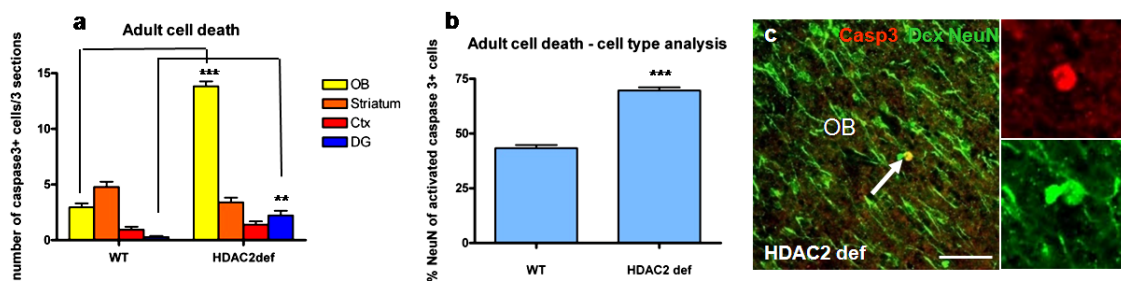 a
Adult cell death
number of caspase3+ cells/3 sections
15
10
5
0
***
**
WT
HDAC2def
OB
Striatum
Ctx
DG
b
Adult cell death - cell type analysis
% NeuN of activated caspase 3+ cells
75
50
25
0
***
WT
HDAC2 def
c
Casp3 Dcx NeuN
OB
HDAC2 def